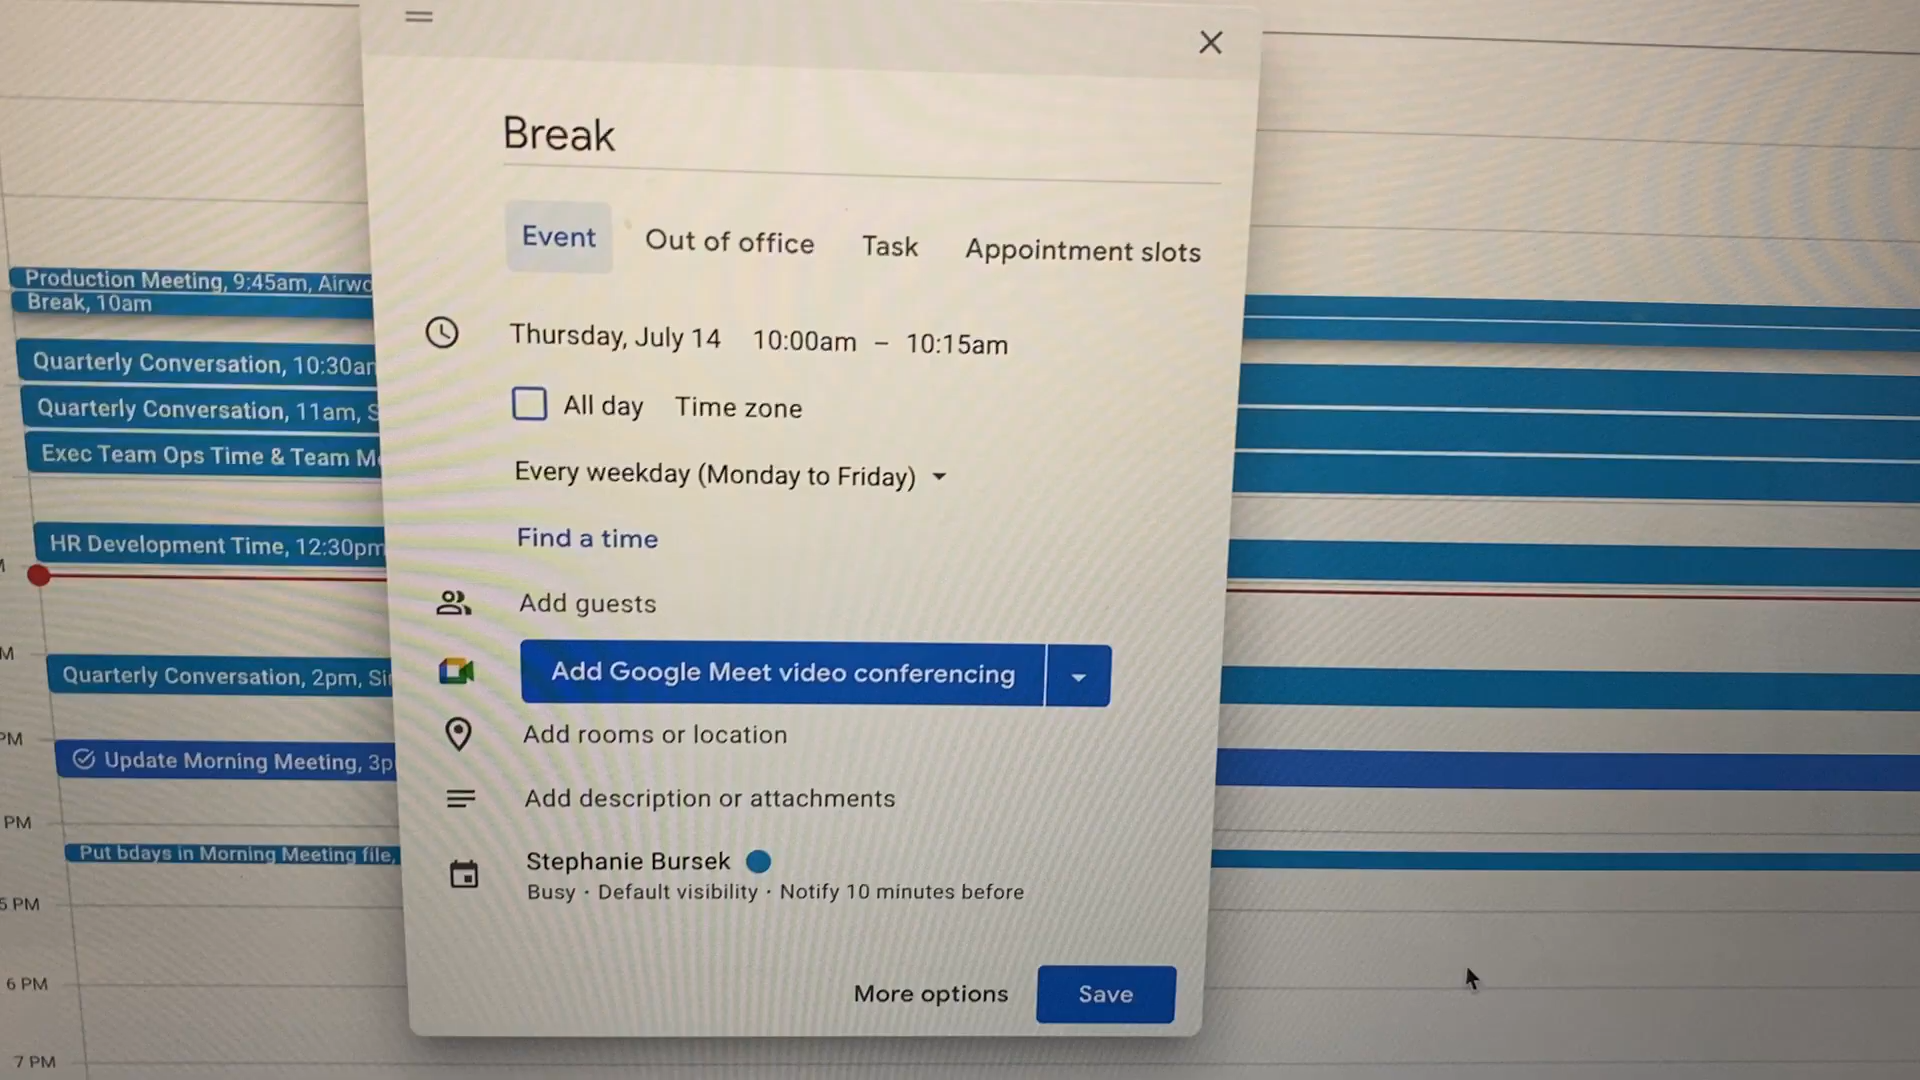 Break
Event Out of office Task Appointment slots
Thursday, July 14 10:00am – 10:15am
All day Time zone
Every weekday (Monday to Friday)
Find a time
Add guests
Add Google Meet video conferencing
Add rooms or location
Add description or attachments
Stephanie Bursek
Busy · Default visibility · Notify 10 minutes before
More options Save
Production Meeting, 9:45am,
Break, 10am
Quarterly Conversation, 10:30am
Quarterly Conversation, 11am, S
Exec Team Ops Time & Team
HR Development Time, 12:30pm
Quarterly Conversation, 2pm,
Update Morning Meeting, 3p
PM
PM
Put bdays in Morning Meeting file,
5 PM
6 PM
7 PM